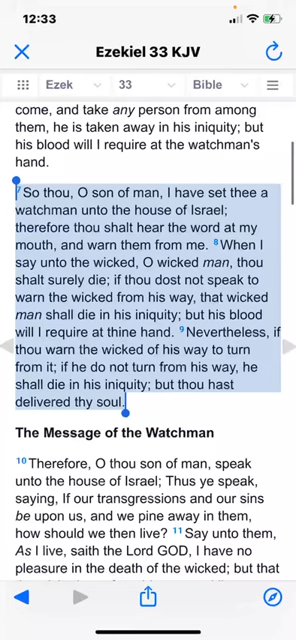 12:33
Ezekiel 33 KJV
Ezek 33 Bible
come, and take any person from among
them, he is taken away in his iniquity; but
his blood will I require at the watchman's
hand.
7 So thou, O son of man, I have set thee a
watchman unto the house of Israel;
therefore thou shalt hear the word at my
mouth, and warn them from me. 8 When I
say unto the wicked, O wicked man, thou
shalt surely die; if thou dost not speak to
warn the wicked from his way, that wicked
man shall die in his iniquity; but his blood
will I require at thine hand. 9 Nevertheless, if
thou warn the wicked of his way to turn
from it; if he do not turn from his way, he
shall die in his iniquity; but thou hast
delivered thy soul.
The Message of the Watchman
10 Therefore, O thou son of man, speak
unto the house of Israel; Thus ye speak,
saying, If our transgressions and our sins
be upon us, and we pine away in them,
how should we then live? 11 Say unto them,
As I live, saith the Lord GOD, I have no
pleasure in the death of the wicked; but that